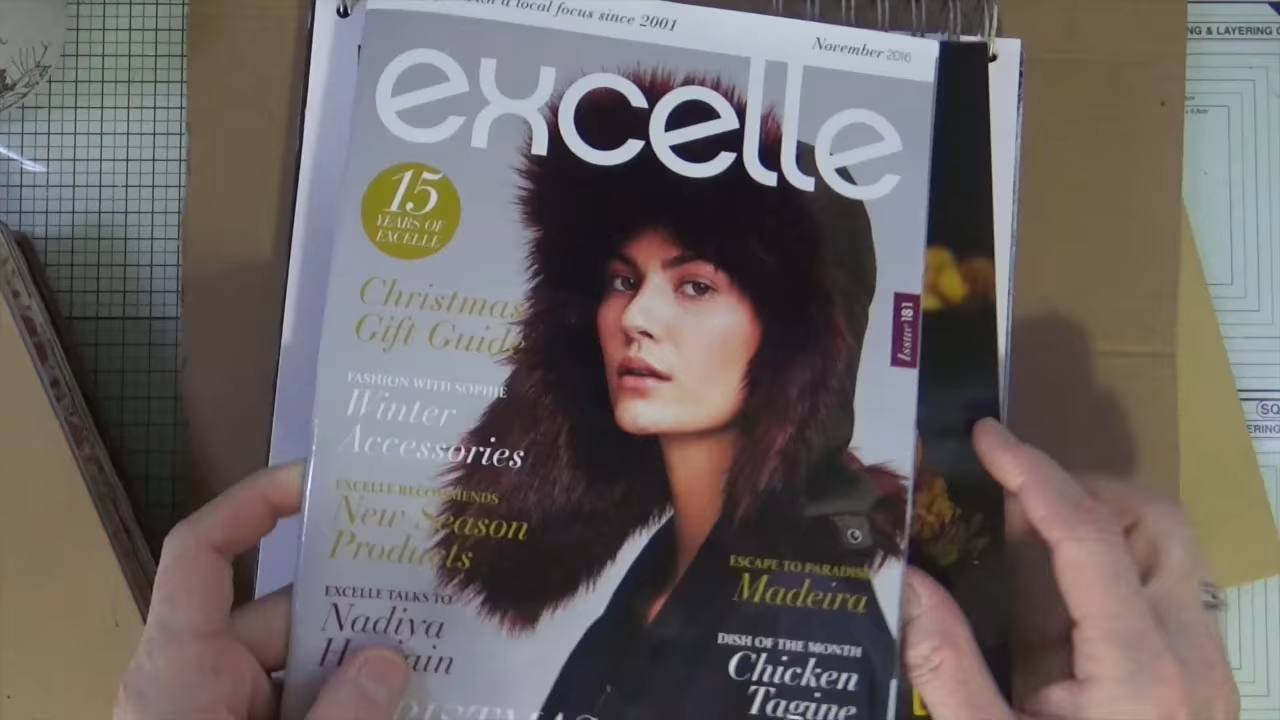 a local focus since 2001
November 2016
excelle
15
YEARS OF
EXCELLE
Christmas
Gift Guide
Issue 181
FASHION WITH SOPHIE
Winter
Accessories
EXCELLE RECOMMENDS
New Season
Products
EXCELLE TALKS TO
Nadiya
ESCAPE TO PARADISE
Madeira
DISH OF THE MONTH
Chicken
Tagine
& LAYERING
SQ